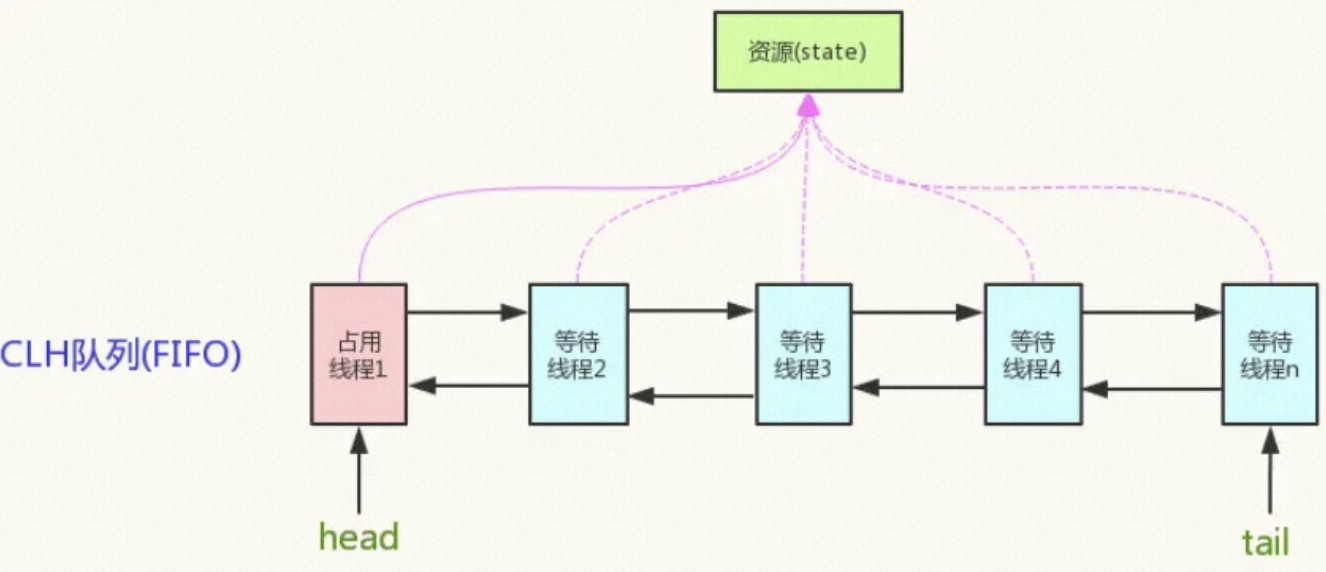 资源(state)
CLH队列(FIFO)
占用
线程1
等待
线程2
等待
线程3
等待
线程4
等待
线程n
head
tail